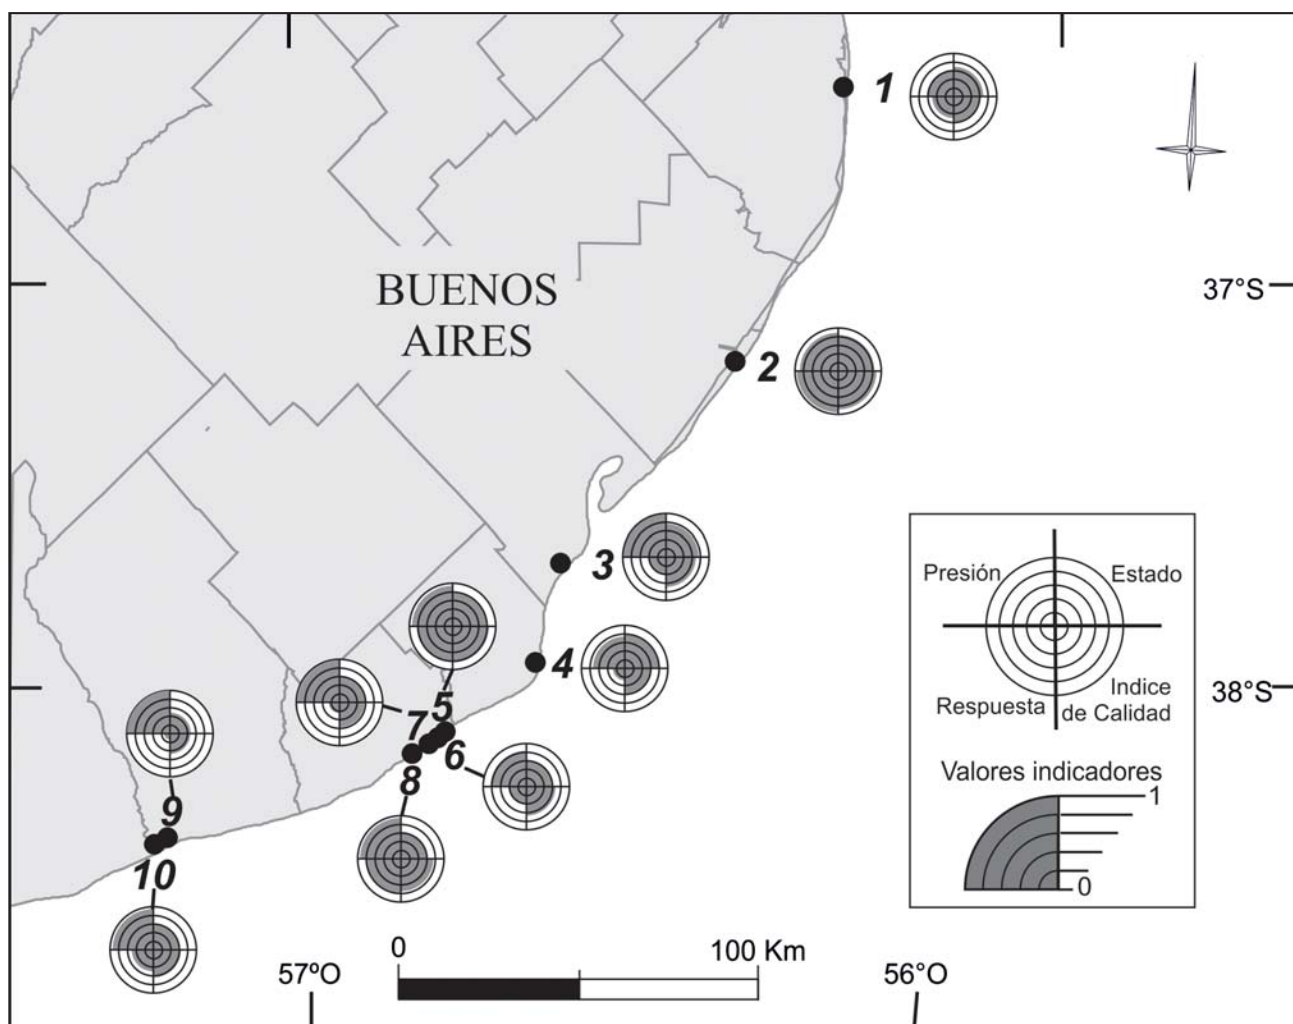 1
BUENOS
AIRES
37°S
2
3
4
5
7
6
8
9
10
Presión
Estado
Respuesta
Indice
de Calidad
38°S
Valores indicadores
1
0
0
100 Km
57ºO
56°O